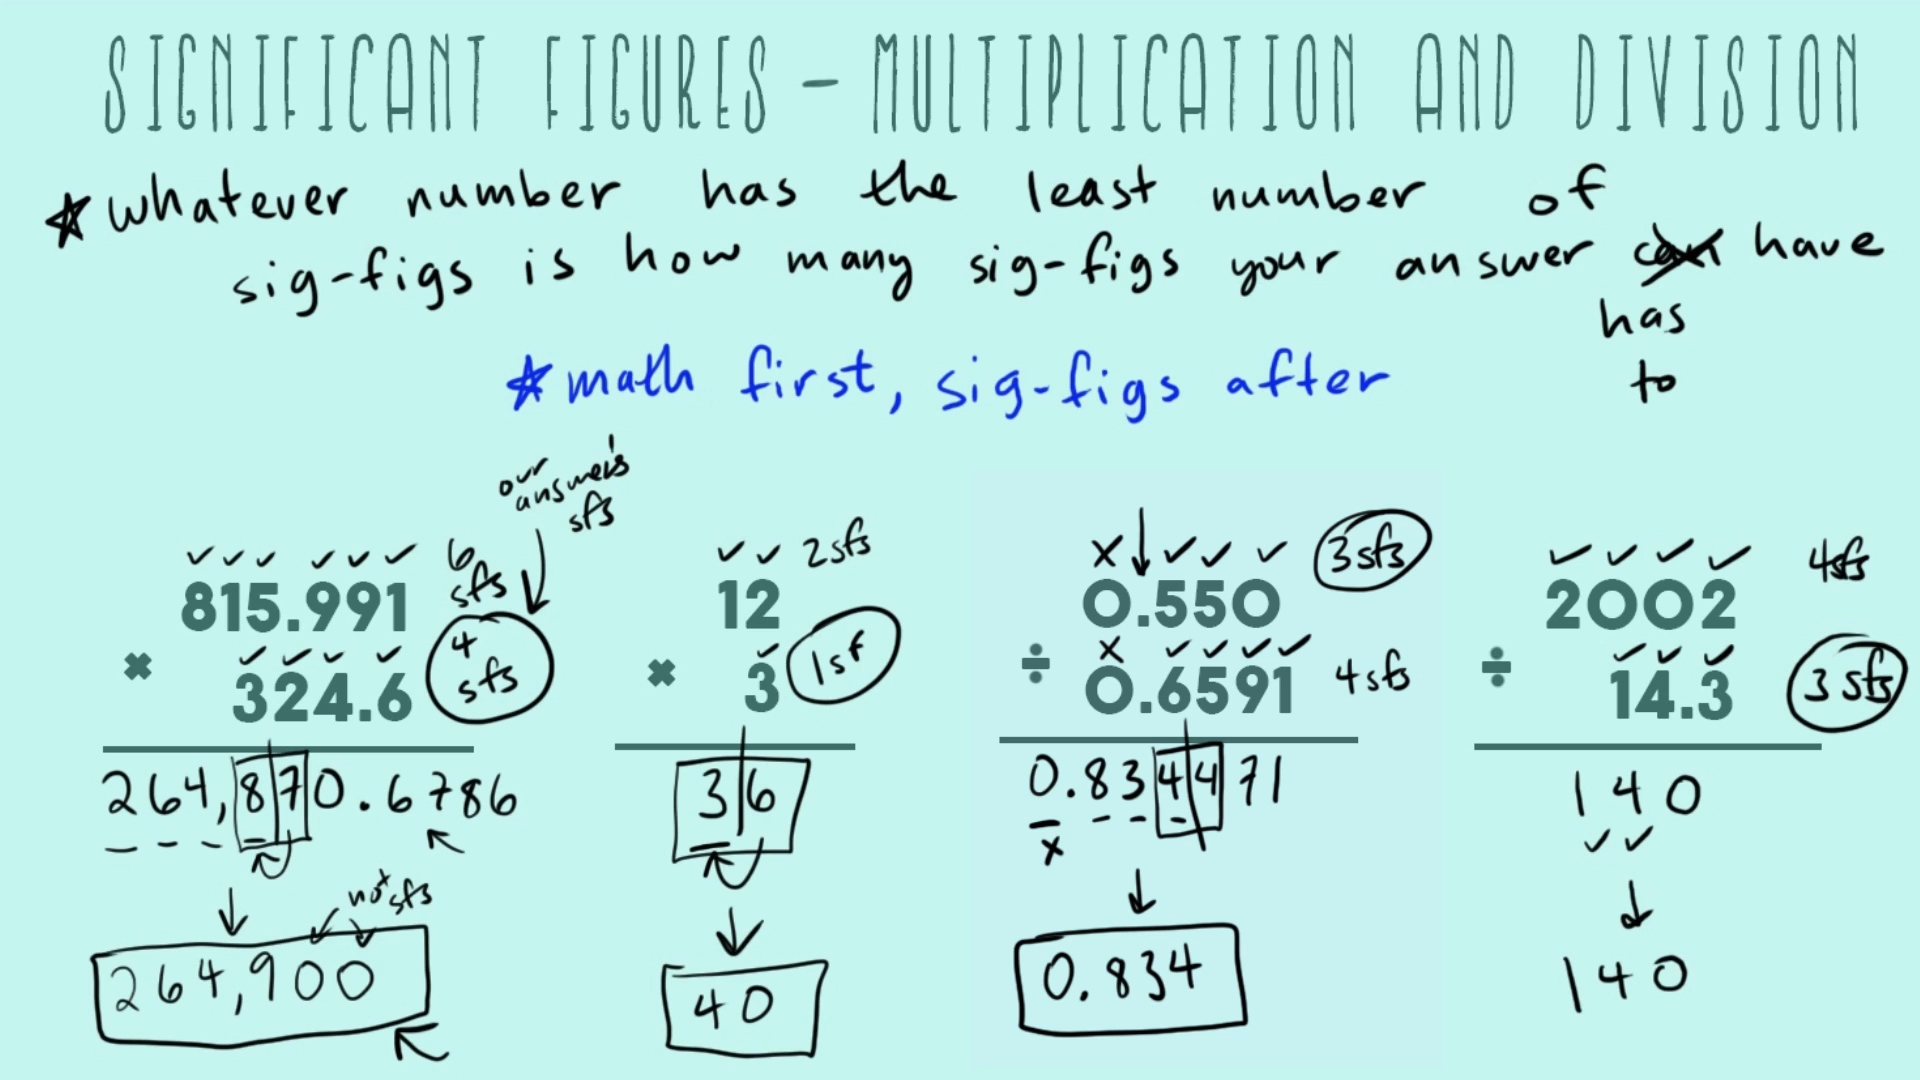 SIGNIFICANT FIGURES - MULTIPLICATION AND DIVISION
whatever number has the least number of
sig-figs is how many sig-figs your answer can have
has
to
math first, sig-figs after
our
answer's
sfs
815.991
6
sfs
× 324.6
4
sfs
264,870.6786
not sfs
264,900
12
2sfs
× 3
1sf
36
40
0.550
3sfs
÷ 0.6591
4sfs
0.834471
x
0.834
2002
4sfs
÷ 14.3
3 sfs
140
140